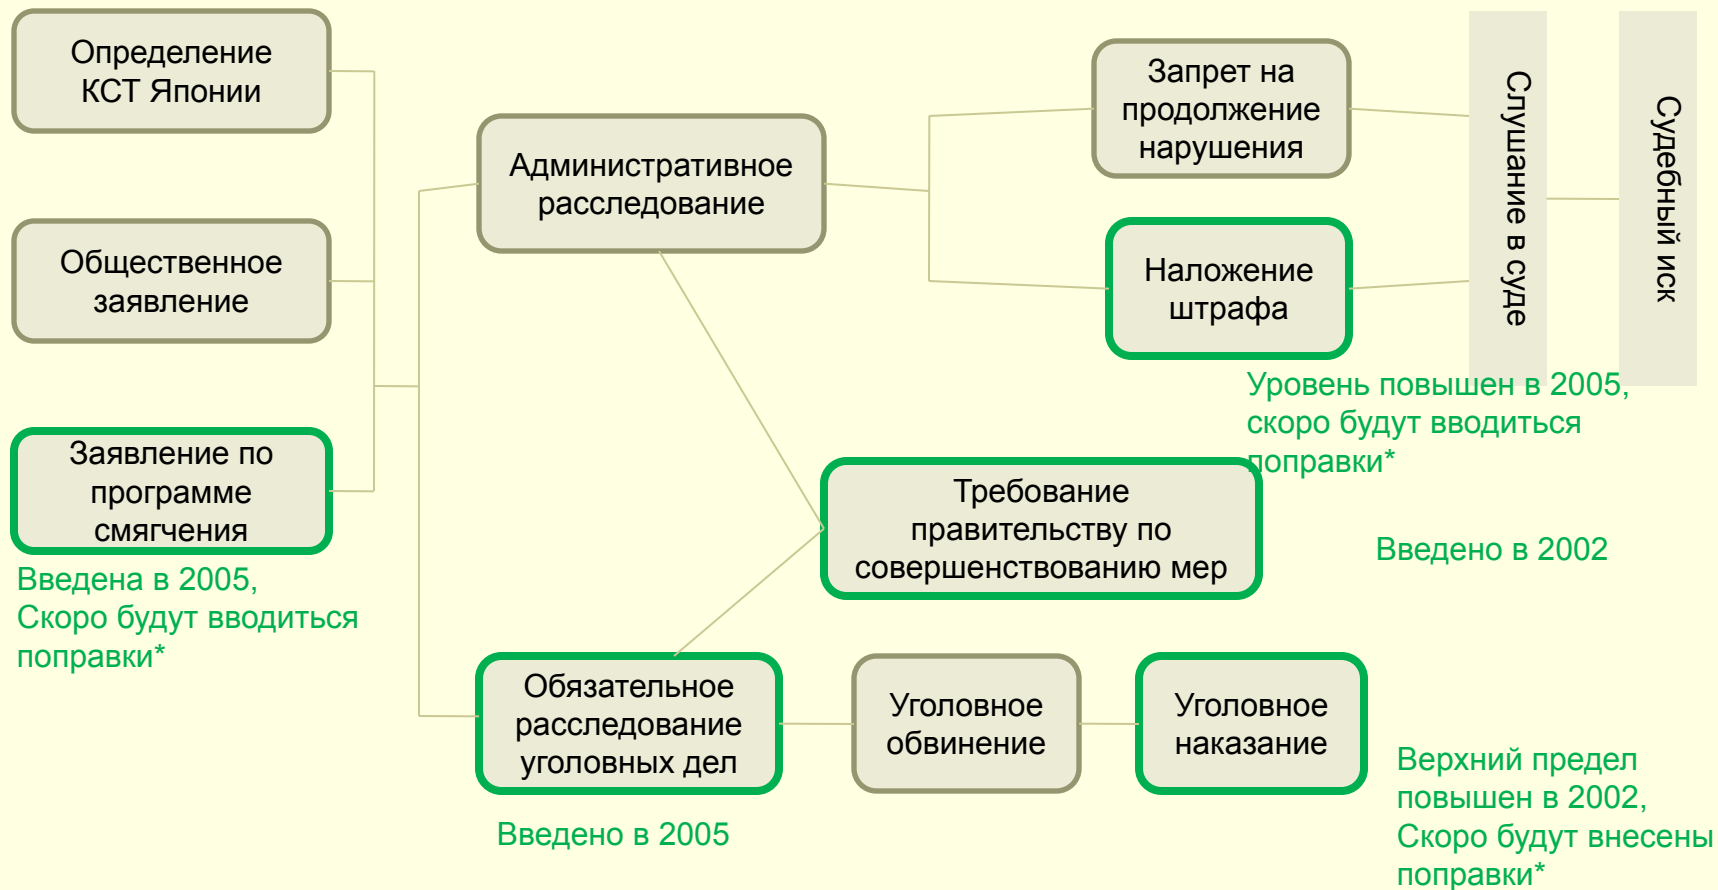 Определение
КСТ Японии
Общественное
заявление
Заявление по
программе
смягчения
Введена в 2005,
Скоро будут вводиться
поправки*
Административное
расследование
Запрет на
продолжение
нарушения
Наложение
штрафа
Слушание в суде
Судебный иск
Уровень повышен в 2005,
скоро будут вводиться
поправки*
Требование
правительству по
совершенствованию мер
Введено в 2002
Обязательное
расследование
уголовных дел
Введено в 2005
Уголовное
обвинение
Уголовное
наказание
Верхний предел
повышен в 2002,
Скоро будут внесены
поправки*